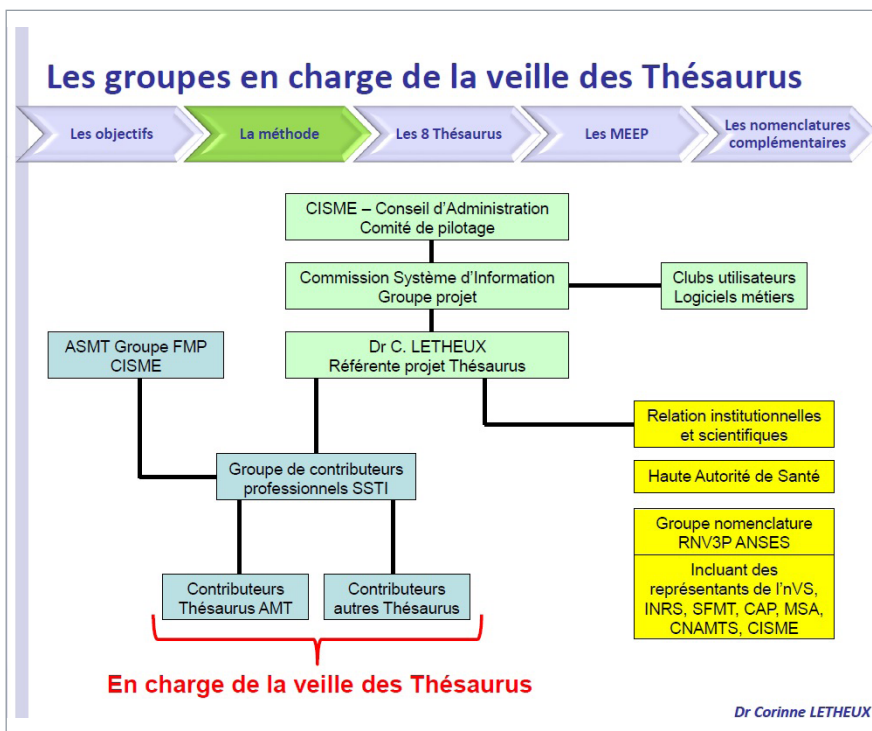 Les groupes en charge de la veille des Thésaurus
Les objectifs
La méthode
Les 8 Thésaurus
Les MEEP
Les nomenclatures
complémentaires
CISME – Conseil d'Administration
Comité de pilotage
Commission Système d'Information
Groupe projet
Clubs utilisateurs
Logiciels métiers
ASMT Groupe FMP
CISME
Dr C. LETHEUX
Référente projet Thésaurus
Relation institutionnelles
et scientifiques
Groupe de contributeurs
professionnels SSTI
Haute Autorité de Santé
Groupe nomenclature
RNV3P ANSES
Incluant des
représentants de l'nVS,
INRS, SFMT, CAP, MSA,
CNAMTS, CISME
Contributeurs
Thésaurus AMT
Contributeurs
autres Thésaurus
En charge de la veille des Thésaurus
Dr Corinne LETHEUX